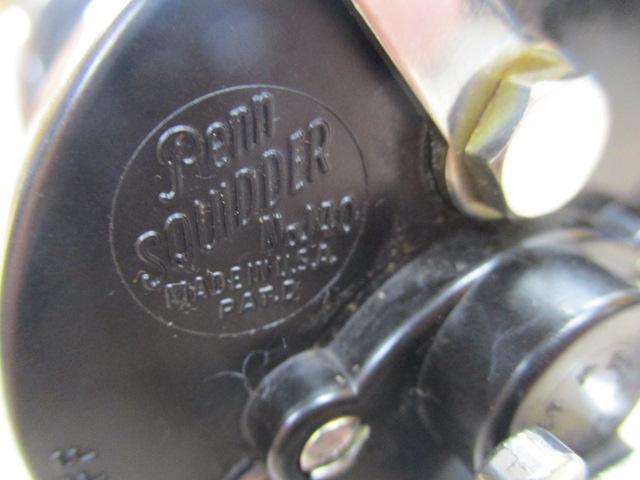 Penn
SQUIDDER
No.140
MADE IN U.S.A.
PAT.D